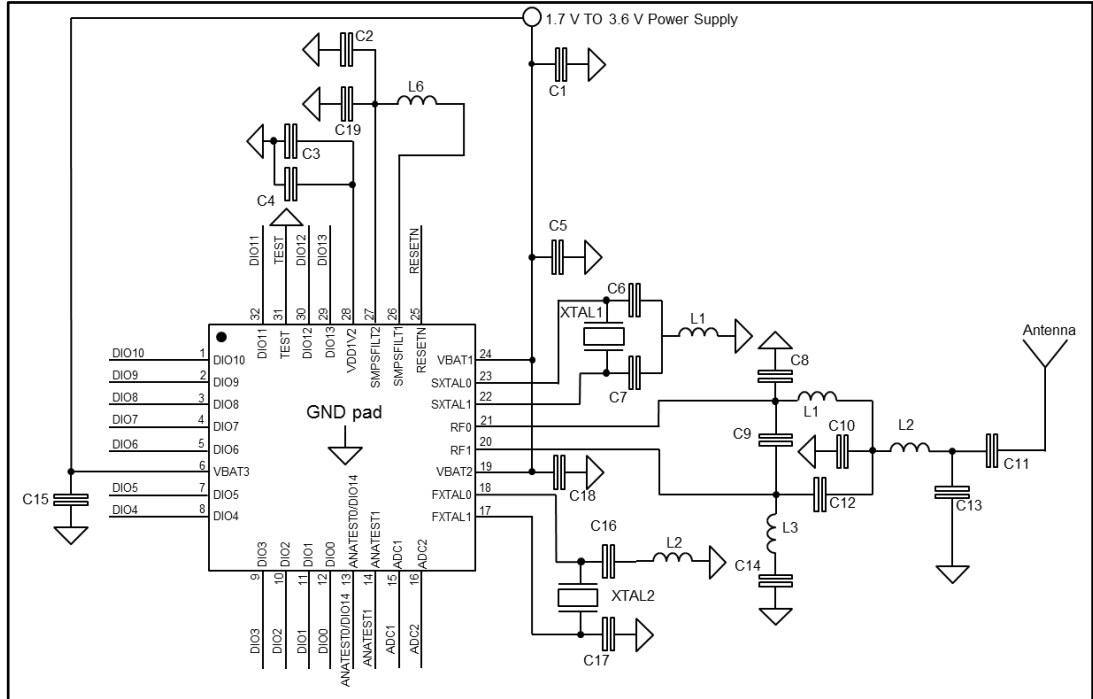 1.7 V TO 3.6 V Power Supply
C2
C1
L6
C19
C3
C4
C5
DIO11
TEST
DIO12
DIO13
RESETN
32
31
30
29
28
27
26
25
DIO11
TEST
DIO12
DIO13
VDD1V2
SMPSFILT2
SMPSFILT1
RESETN
C6
XTAL1
L1
C7
Antenna
C8
L1
C9
C10
L2
C11
C12
C13
L3
C14
DIO10 1 DIO10
DIO9 2 DIO9
DIO8 3 DIO8
DIO7 4 DIO7
DIO6 5 DIO6
6 VBAT3
DIO5 7 DIO5
DIO4 8 DIO4
C15
GND pad
VBAT1 24
SXTAL0 23
SXTAL1 22
RF0 21
RF1 20
VBAT2 19
FXTAL0 18
FXTAL1 17
C18
C16
L2
XTAL2
C17
DIO3
DIO2
DIO1
DIO0
ANATEST0/DIO14
ANATEST1
ADC1
ADC2
9
10
11
12
13
14
15
16
DIO3
DIO2
DIO1
DIO0
ANATEST0/DIO14
ANATEST1
ADC1
ADC2